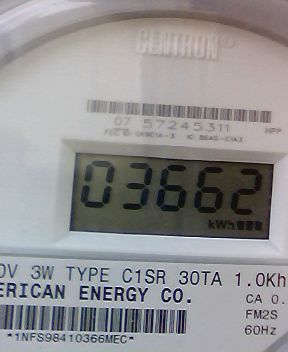 CENTRON®
07 57245311 HPP
03662
kWh
0V 3W TYPE C1SR 30TA 1.0Kh
ERICAN ENERGY CO. CA 0.
FM2S
60Hz
*1NFS98410366MEC*